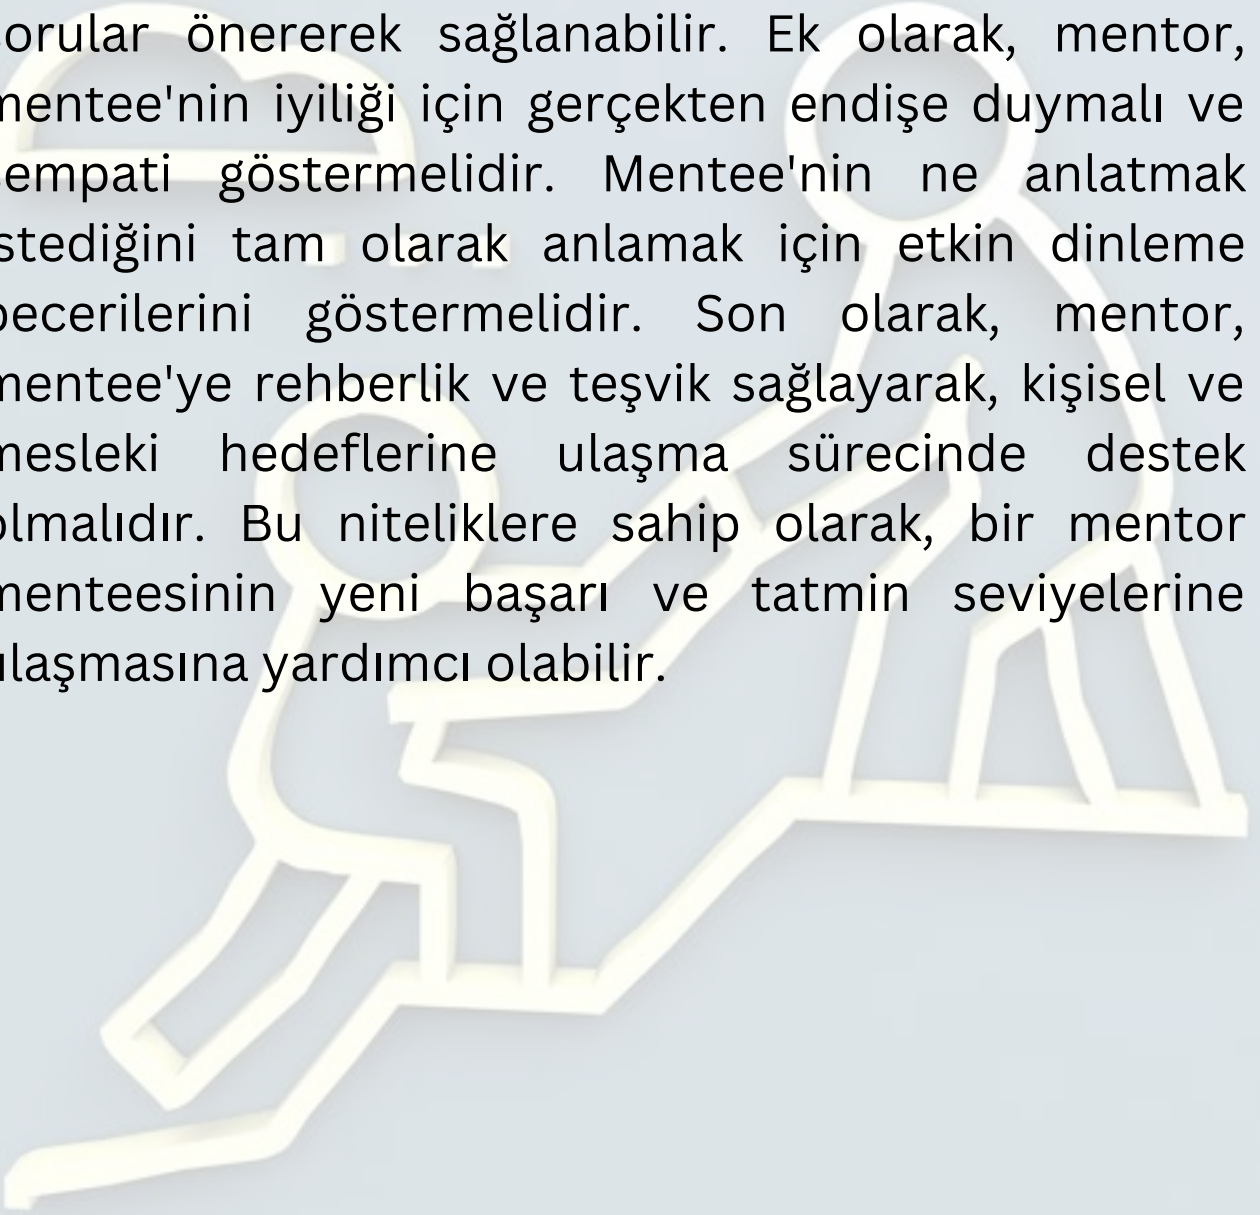 sorular önererek sağlanabilir. Ek olarak, mentor,
mentee'nin iyiliği için gerçekten endişe duymalı ve
empati göstermelidir. Mentee'nin ne anlatmak
istediğini tam olarak anlamak için etkin dinleme
becerilerini göstermelidir. Son olarak, mentor,
mentee'ye rehberlik ve teşvik sağlayarak, kişisel ve
mesleki hedeflerine ulaşma sürecinde destek
olmalıdır. Bu niteliklere sahip olarak, bir mentor
menteesinin yeni başarı ve tatmin seviyelerine
ulaşmasına yardımcı olabilir.